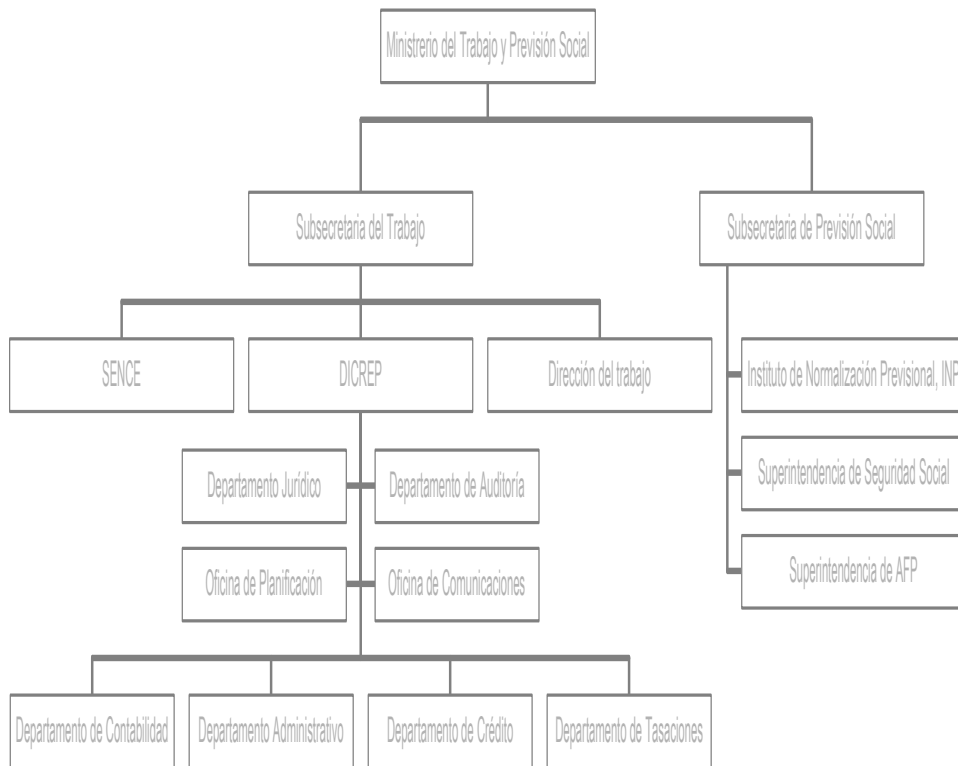 Ministrerio del Trabajo y Previsión Social
Subsecretaria del Trabajo
Subsecretaria de Previsión Social
SENCE
DICREP
Dirección del trabajo
Instituto de Normalización Previsional, INP
Departamento Jurídico
Departamento de Auditoría
Superintendencia de Seguridad Social
Oficina de Planificación
Oficina de Comunicaciones
Superintendencia de AFP
Departamento de Contabilidad
Departamento Administrativo
Departamento de Crédito
Departamento de Tasaciones